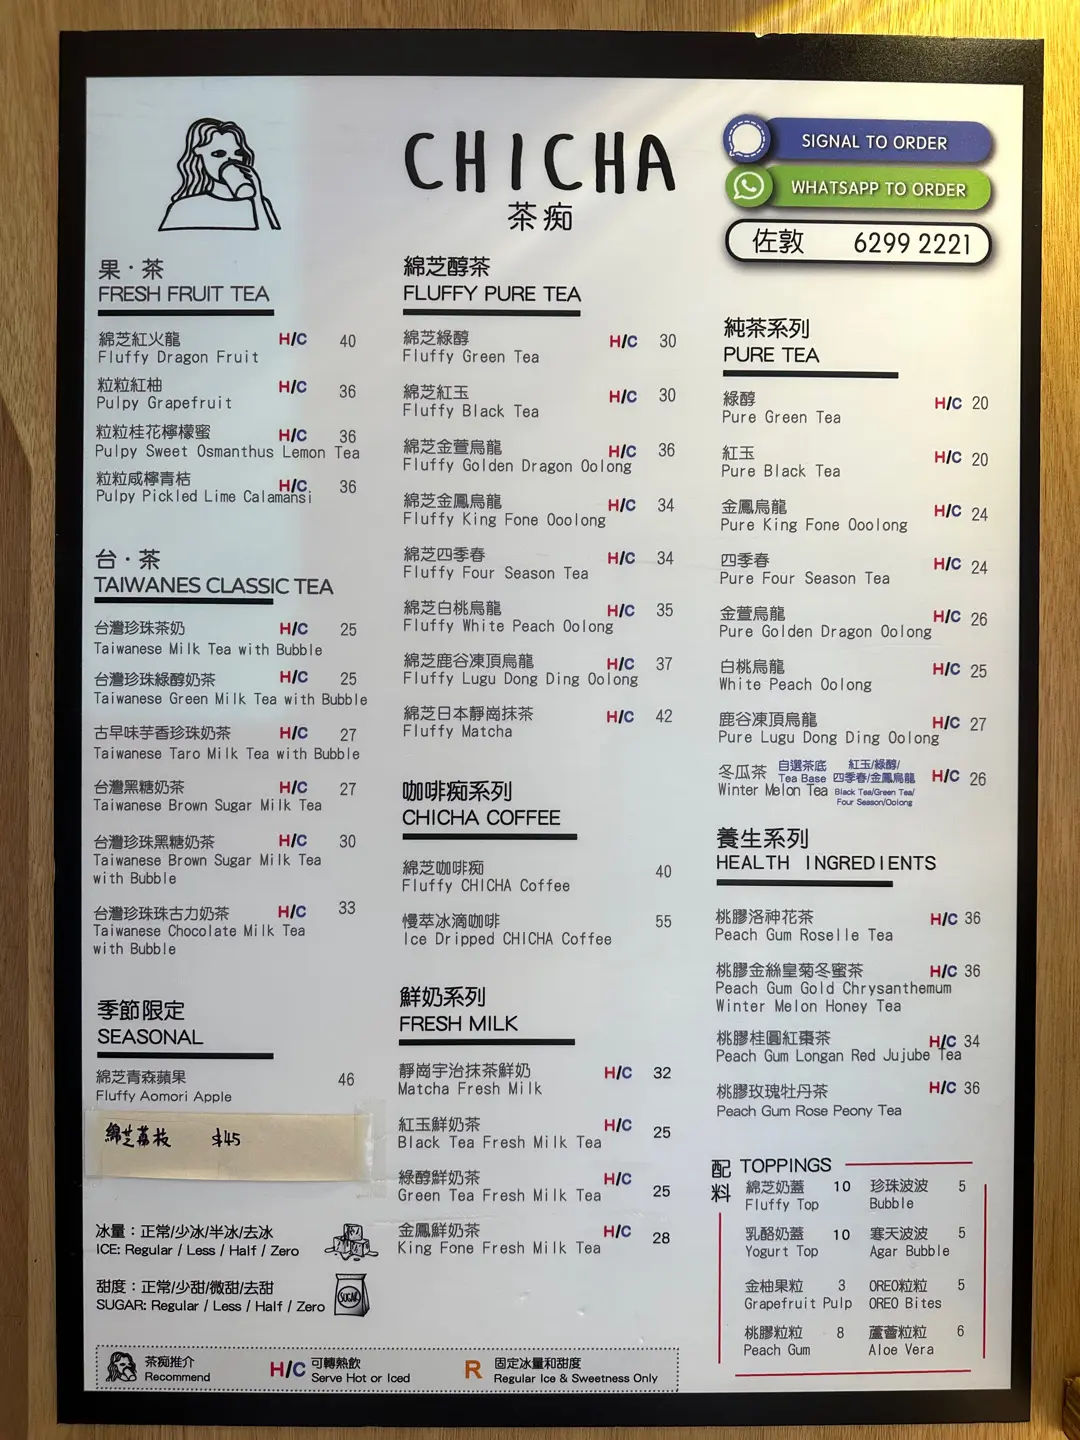 CHICHA
茶痴
SIGNAL TO ORDER
WHATSAPP TO ORDER
佐敦 6299 2221
果·茶
FRESH FRUIT TEA
綿芝紅火龍 H/C 40
Fluffy Dragon Fruit
粒粒紅柚 H/C 36
Pulpy Grapefruit
粒粒桂花檸檬蜜 H/C 36
Pulpy Sweet Osmanthus Lemon Tea
粒粒咸檸青桔 H/C 36
Pulpy Pickled Lime Calamansi
台·茶
TAIWANES CLASSIC TEA
台灣珍珠茶奶 H/C 25
Taiwanese Milk Tea with Bubble
台灣珍珠綠醇奶茶 H/C 25
Taiwanese Green Milk Tea with Bubble
古早味芋香珍珠奶茶 H/C 27
Taiwanese Taro Milk Tea with Bubble
台灣黑糖奶茶 H/C 27
Taiwanese Brown Sugar Milk Tea
台灣珍珠黑糖奶茶 H/C 30
Taiwanese Brown Sugar Milk Tea
with Bubble
台灣珍珠珠古力奶茶 H/C 33
Taiwanese Chocolate Milk Tea
with Bubble
季節限定
SEASONAL
綿芝青森蘋果 46
Fluffy Aomori Apple
綿芝荔枝 $45
冰量：正常/少冰/半冰/去冰
ICE: Regular / Less / Half / Zero
甜度：正常/少甜/微甜/去甜
SUGAR: Regular / Less / Half / Zero
SUGAR
綿芝醇茶
FLUFFY PURE TEA
綿芝綠醇 H/C 30
Fluffy Green Tea
綿芝紅玉 H/C 30
Fluffy Black Tea
綿芝金萱烏龍 H/C 36
Fluffy Golden Dragon Oolong
綿芝金鳳烏龍 H/C 34
Fluffy King Fone Ooolong
綿芝四季春 H/C 34
Fluffy Four Season Tea
綿芝白桃烏龍 H/C 35
Fluffy White Peach Oolong
綿芝鹿谷凍頂烏龍 H/C 37
Fluffy Lugu Dong Ding Oolong
綿芝日本靜崗抹茶 H/C 42
Fluffy Matcha
咖啡痴系列
CHICHA COFFEE
綿芝咖啡痴 40
Fluffy CHICHA Coffee
慢萃冰滴咖啡 55
Ice Dripped CHICHA Coffee
鮮奶系列
FRESH MILK
靜崗宇治抹茶鮮奶 H/C 32
Matcha Fresh Milk
紅玉鮮奶茶 H/C 25
Black Tea Fresh Milk Tea
綠醇鮮奶茶 H/C 25
Green Tea Fresh Milk Tea
金鳳鮮奶茶 H/C 28
King Fone Fresh Milk Tea
純茶系列
PURE TEA
綠醇 H/C 20
Pure Green Tea
紅玉 H/C 20
Pure Black Tea
金鳳烏龍 H/C 24
Pure King Fone Ooolong
四季春 H/C 24
Pure Four Season Tea
金萱烏龍 H/C 26
Pure Golden Dragon Oolong
白桃烏龍 H/C 25
White Peach Oolong
鹿谷凍頂烏龍 H/C 27
Pure Lugu Dong Ding Oolong
冬瓜茶 自選茶底 紅玉/綠醇/ H/C 26
Winter Melon Tea Tea Base 四季春/金鳳烏龍
Black Tea/Green Tea/
Four Season/Oolong
養生系列
HEALTH INGREDIENTS
桃膠洛神花茶 H/C 36
Peach Gum Roselle Tea
桃膠金絲皇菊冬蜜茶 H/C 36
Peach Gum Gold Chrysanthemum
Winter Melon Honey Tea
桃膠桂圓紅棗茶 H/C 34
Peach Gum Longan Red Jujube Tea
桃膠玫瑰牡丹茶 H/C 36
Peach Gum Rose Peony Tea
配料 TOPPINGS
綿芝奶蓋 10 珍珠波波 5
Fluffy Top Bubble
乳酪奶蓋 10 寒天波波 5
Yogurt Top Agar Bubble
金柚果粒 3 OREO粒粒 5
Grapefruit Pulp OREO Bites
桃膠粒粒 8 蘆薈粒粒 6
Peach Gum Aloe Vera
茶痴推介 H/C 可轉熱飲 R 固定冰量和甜度
Recommend Serve Hot or Iced Regular Ice & Sweetness Only